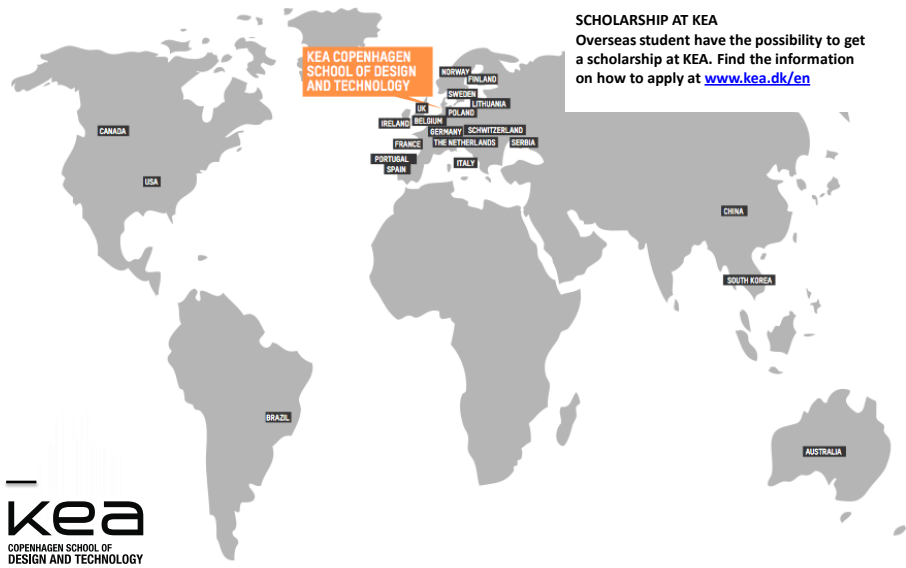 SCHOLARSHIP AT KEA
Overseas student have the possibility to get
a scholarship at KEA. Find the information
on how to apply at www.kea.dk/en
KEA COPENHAGEN
SCHOOL OF DESIGN
AND TECHNOLOGY
NORWAY
FINLAND
SWEDEN
LITHUANIA
UK
POLAND
IRELAND
BELGIUM
GERMANY
SCHWITZERLAND
FRANCE
THE NETHERLANDS
SERBIA
PORTUGAL
SPAIN
ITALY
CANADA
USA
CHINA
SOUTH KOREA
BRAZIL
AUSTRALIA
kea
COPENHAGEN SCHOOL OF
DESIGN AND TECHNOLOGY